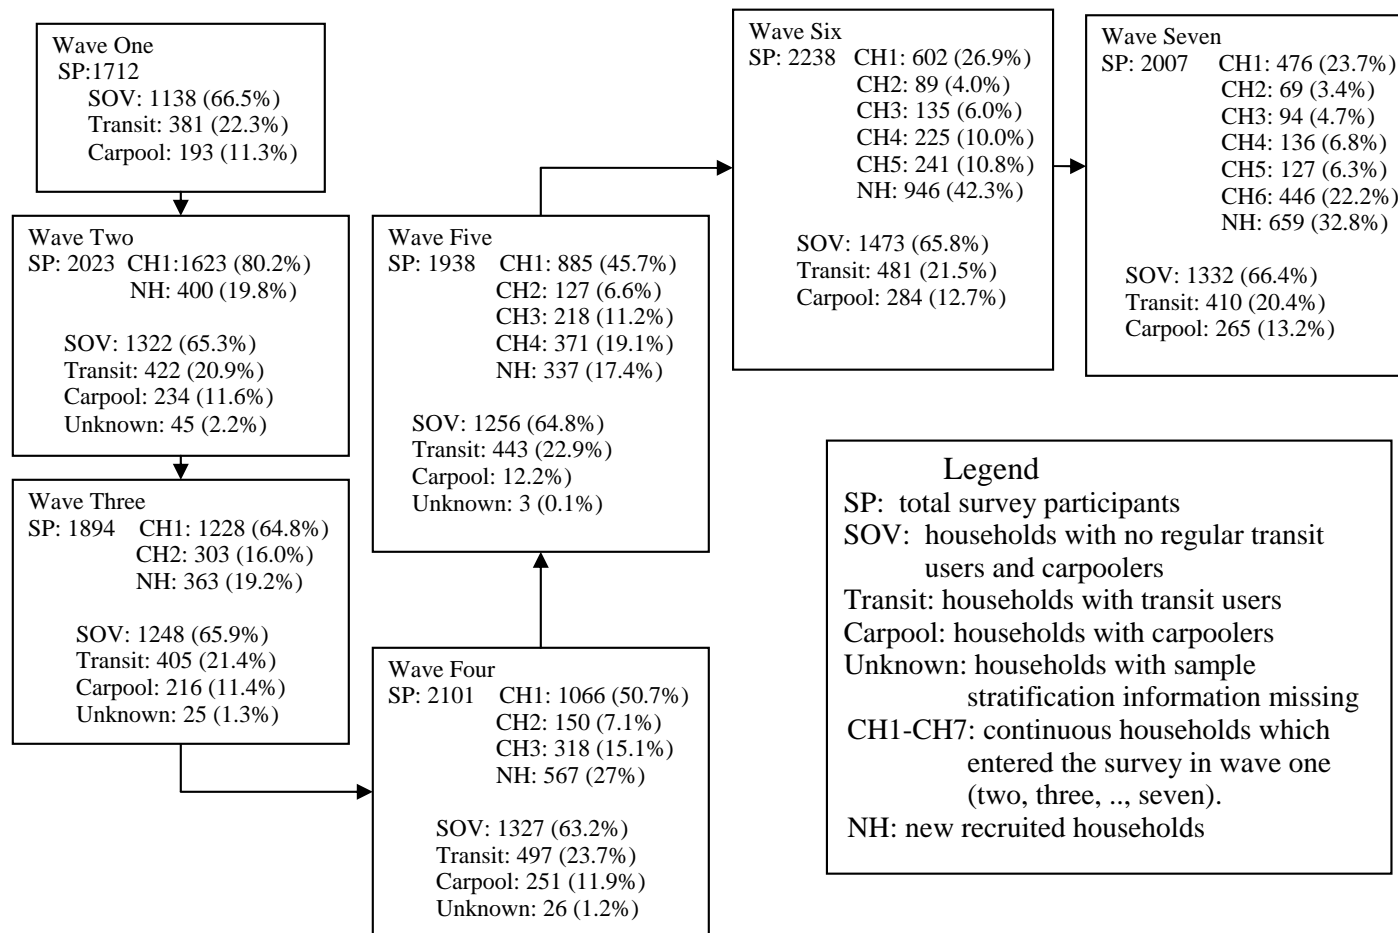 Wave One
SP:1712
SOV: 1138 (66.5%)
Transit: 381 (22.3%)
Carpool: 193 (11.3%)
Wave Two
SP: 2023 CH1:1623 (80.2%)
NH: 400 (19.8%)
SOV: 1322 (65.3%)
Transit: 422 (20.9%)
Carpool: 234 (11.6%)
Unknown: 45 (2.2%)
Wave Three
SP: 1894 CH1: 1228 (64.8%)
CH2: 303 (16.0%)
NH: 363 (19.2%)
SOV: 1248 (65.9%)
Transit: 405 (21.4%)
Carpool: 216 (11.4%)
Unknown: 25 (1.3%)
Wave Four
SP: 2101 CH1: 1066 (50.7%)
CH2: 150 (7.1%)
CH3: 318 (15.1%)
NH: 567 (27%)
SOV: 1327 (63.2%)
Transit: 497 (23.7%)
Carpool: 251 (11.9%)
Unknown: 26 (1.2%)
Wave Five
SP: 1938 CH1: 885 (45.7%)
CH2: 127 (6.6%)
CH3: 218 (11.2%)
CH4: 371 (19.1%)
NH: 337 (17.4%)
SOV: 1256 (64.8%)
Transit: 443 (22.9%)
Carpool: 12.2%)
Unknown: 3 (0.1%)
Wave Six
SP: 2238 CH1: 602 (26.9%)
CH2: 89 (4.0%)
CH3: 135 (6.0%)
CH4: 225 (10.0%)
CH5: 241 (10.8%)
NH: 946 (42.3%)
SOV: 1473 (65.8%)
Transit: 481 (21.5%)
Carpool: 284 (12.7%)
Wave Seven
SP: 2007 CH1: 476 (23.7%)
CH2: 69 (3.4%)
CH3: 94 (4.7%)
CH4: 136 (6.8%)
CH5: 127 (6.3%)
CH6: 446 (22.2%)
NH: 659 (32.8%)
SOV: 1332 (66.4%)
Transit: 410 (20.4%)
Carpool: 265 (13.2%)
Legend
SP: total survey participants
SOV: households with no regular transit
users and carpoolers
Transit: households with transit users
Carpool: households with carpoolers
Unknown: households with sample
stratification information missing
CH1-CH7: continuous households which
entered the survey in wave one
(two, three, .., seven).
NH: new recruited households